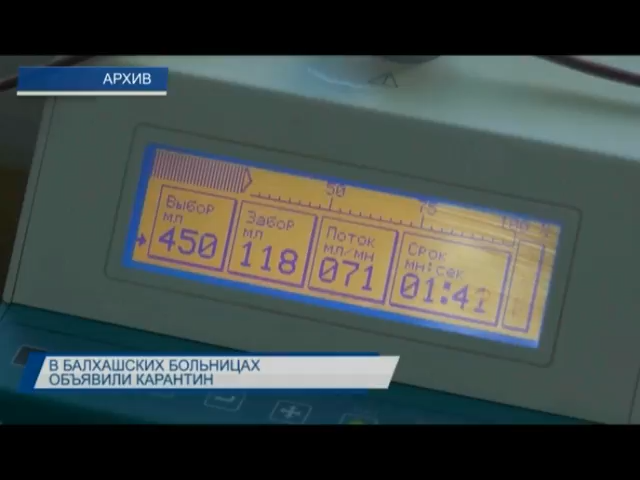 АРХИВ
50
75
Выбор
мл
450
Забор
мл
118
Поток
мл/мн
071
Срок
мн:сек
01:41
В БАЛХАШСКИХ БОЛЬНИЦАХ
ОБЪЯВИЛИ КАРАНТИН